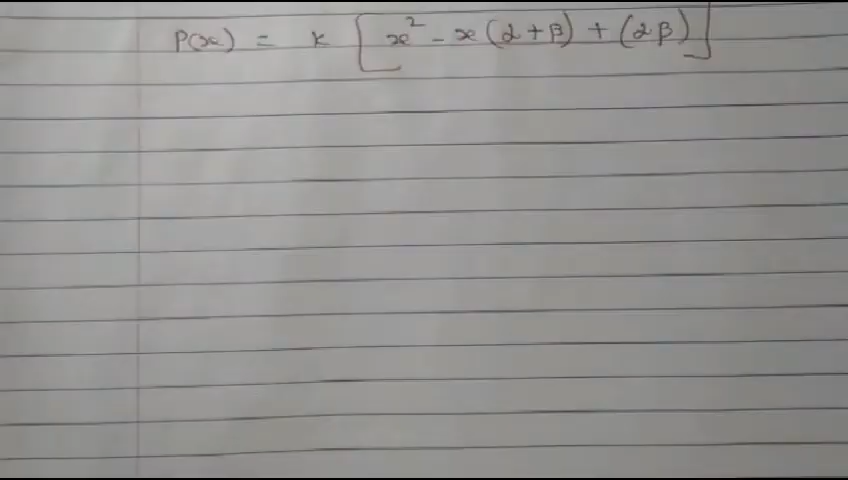 P(x) = k [ x² - x (α + β) + (αβ) ]